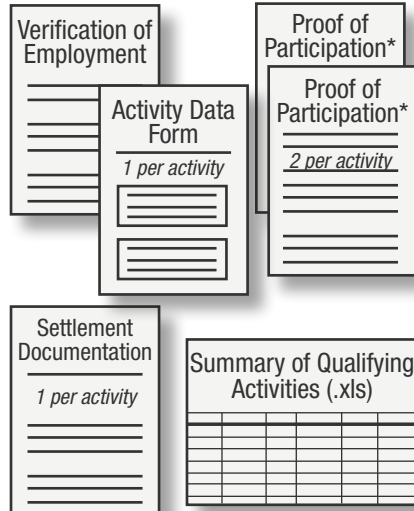 Verification of
Employment
Activity Data
Form
1 per activity
Proof of
Participation*
Proof of
Participation*
2 per activity
Settlement
Documentation
1 per activity
Summary of Qualifying
Activities (.xls)